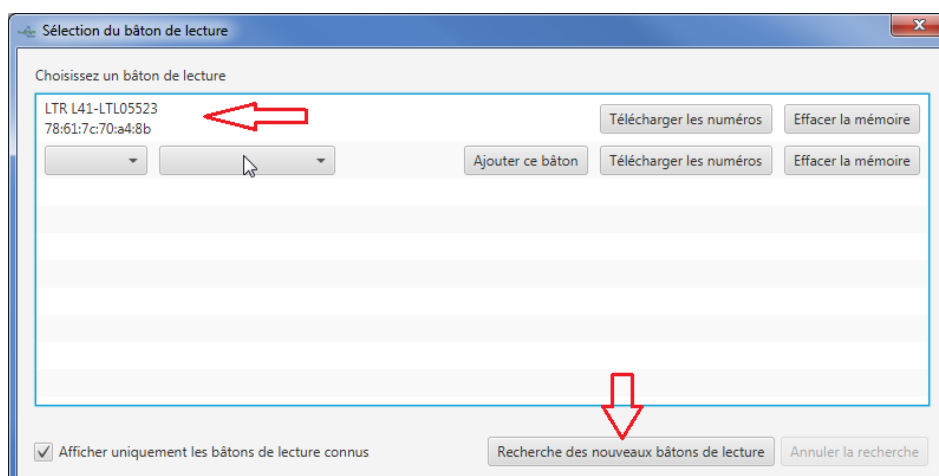 Sélection du bâton de lecture
Choisissez un bâton de lecture
LTR L41-LTL05523
78:61:7c:70:a4:8b
Télécharger les numéros
Effacer la mémoire
Ajouter ce bâton
Télécharger les numéros
Effacer la mémoire
Afficher uniquement les bâtons de lecture connus
Recherche des nouveaux bâtons de lecture
Annuler la recherche